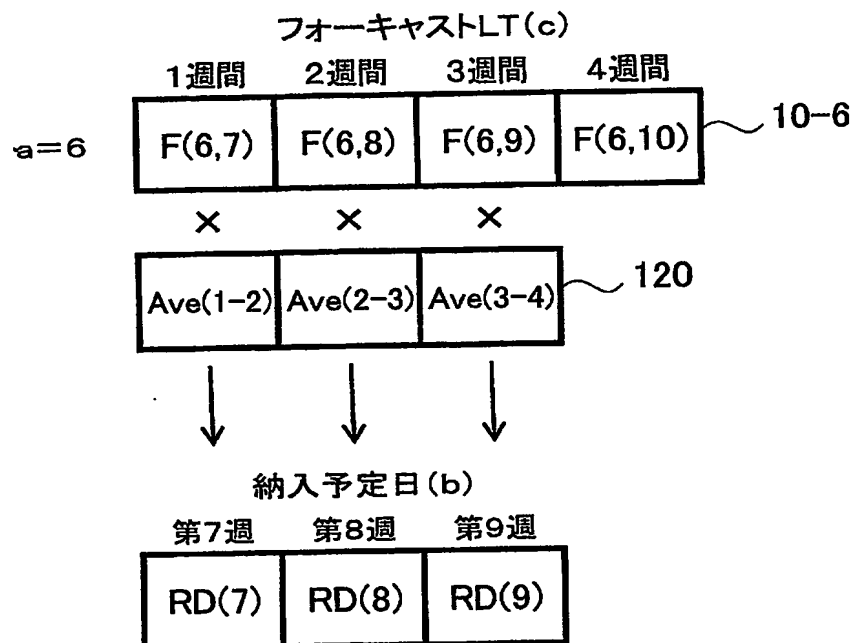 フォーキャストLT(c)
1週間 2週間 3週間 4週間
a=6 F(6,7) F(6,8) F(6,9) F(6,10) 10-6
× × ×
Ave(1-2) Ave(2-3) Ave(3-4) 120
納入予定日(b)
第7週 第8週 第9週
RD(7) RD(8) RD(9)